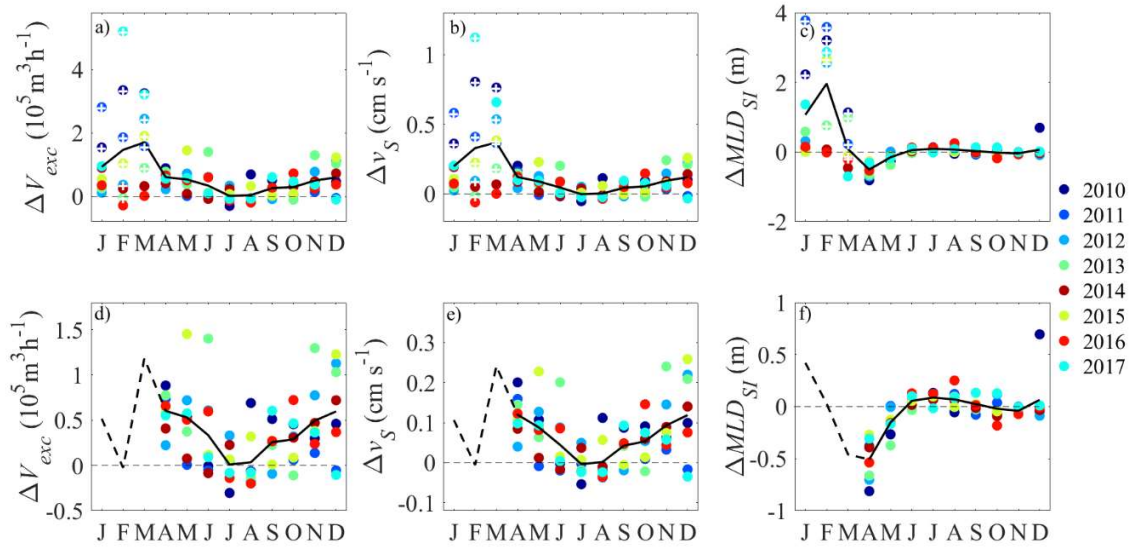 a)
ΔV_exc (10^5 m^3 h^-1)
4
2
0
J F M A M J J A S O N D
b)
Δv_S (cm s^-1)
1
0.5
0
J F M A M J J A S O N D
c)
ΔMLD_SI (m)
4
2
0
-2
J F M A M J J A S O N D
d)
ΔV_exc (10^5 m^3 h^-1)
1.5
1
0.5
0
-0.5
J F M A M J J A S O N D
e)
Δv_S (cm s^-1)
0.3
0.2
0.1
0
-0.1
J F M A M J J A S O N D
f)
ΔMLD_SI (m)
1
0.5
0
-0.5
-1
J F M A M J J A S O N D
2010
2011
2012
2013
2014
2015
2016
2017